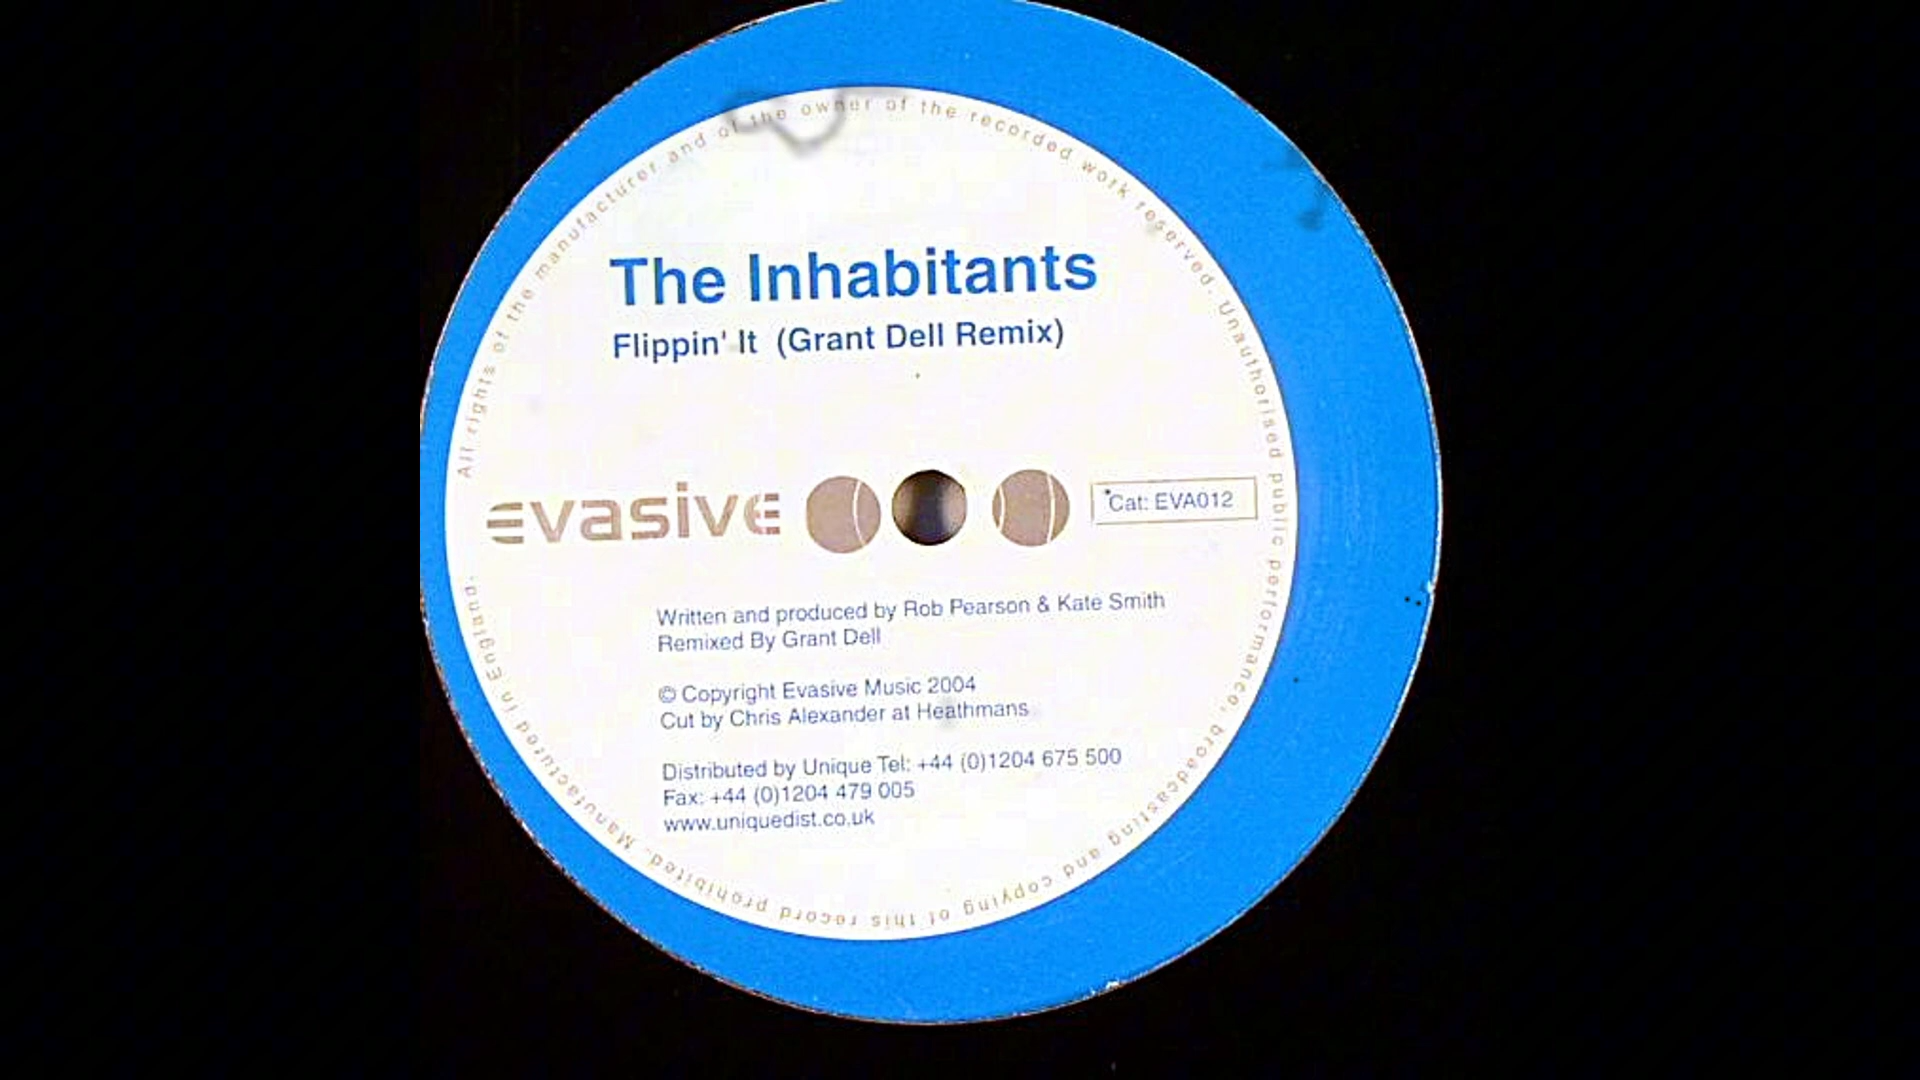 The Inhabitants
Flippin' It (Grant Dell Remix)
evasive
Cat: EVA012
Written and produced by Rob Pearson & Kate Smith
Remixed By Grant Dell
© Copyright Evasive Music 2004
Cut by Chris Alexander at Heathmans
Distributed by Unique Tel: +44 (0)1204 675 500
Fax: +44 (0)1204 479 005
www.uniquedist.co.uk
All rights of the manufacturer and of the owner of the recorded work reserved. Unauthorised public performance, broadcasting and copying of this record prohibited. Manufactured in England.